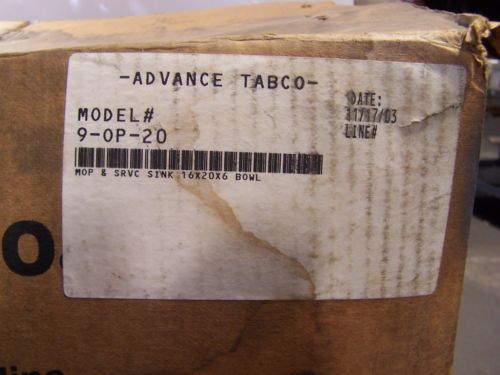 -ADVANCE TABCO-
MODEL#
9-OP-20
DATE:
11/17/03
LINE#
MOP & SRVC SINK 16X20X6 BOWL
O.